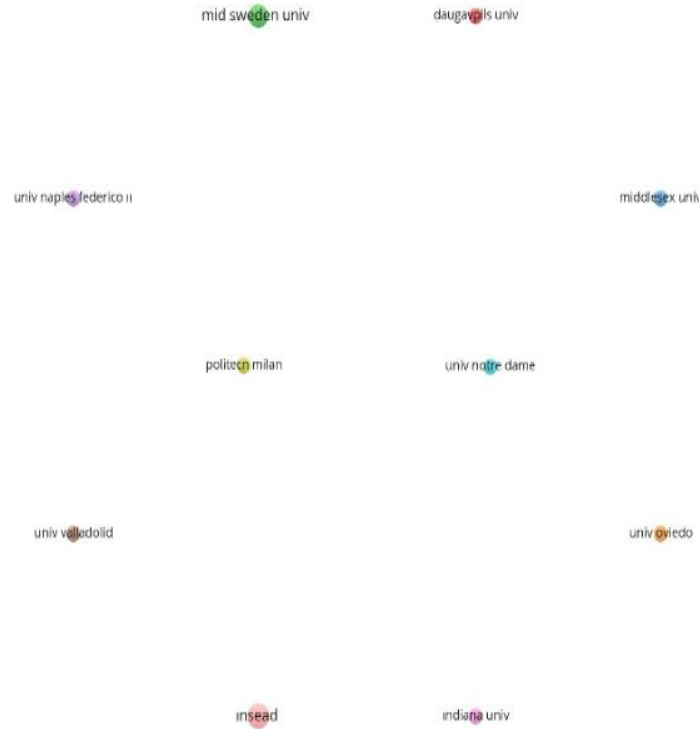 mid sweden univ
daugavpils univ
univ naples federico ii
middlesex univ
politecn milan
univ notre dame
univ valladolid
univ oviedo
insead
indiana univ